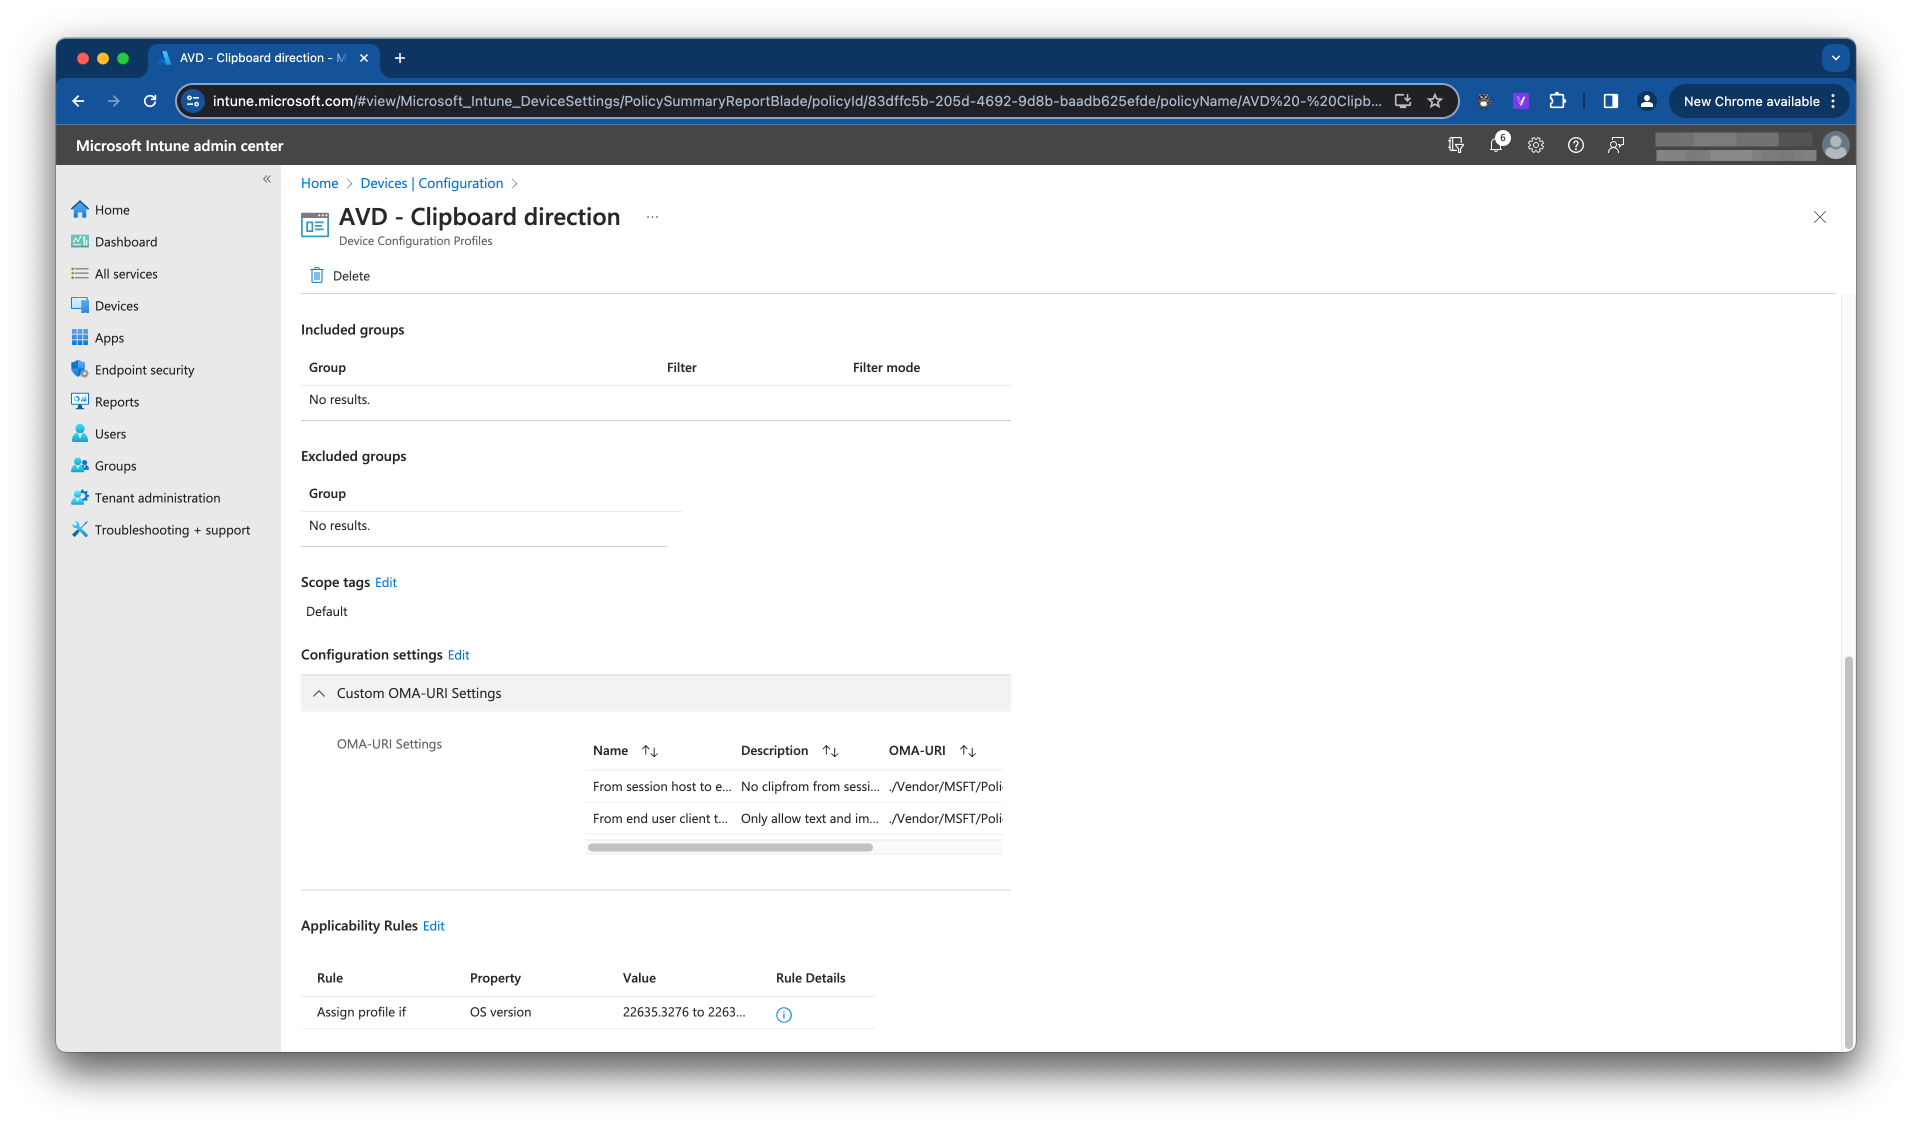 AVD - Clipboard direction - M
intune.microsoft.com/#view/Microsoft_Intune_DeviceSettings/PolicySummaryReportBlade/policyId/83dffc5b-205d-4692-9d8b-baadb625efde/policyName/AVD%20-%20Clipb...
New Chrome available
Microsoft Intune admin center
6
Home
Dashboard
All services
Devices
Apps
Endpoint security
Reports
Users
Groups
Tenant administration
Troubleshooting + support
Home > Devices | Configuration >
AVD - Clipboard direction ...
Device Configuration Profiles
Delete
Included groups
Group Filter Filter mode
No results.
Excluded groups
Group
No results.
Scope tags Edit
Default
Configuration settings Edit
Custom OMA-URI Settings
OMA-URI Settings
Name Description OMA-URI
From session host to e... No clipfrom from sessi... ./Vendor/MSFT/Poli
From end user client t... Only allow text and im... ./Vendor/MSFT/Poli
Applicability Rules Edit
Rule Property Value Rule Details
Assign profile if OS version 22635.3276 to 2263...